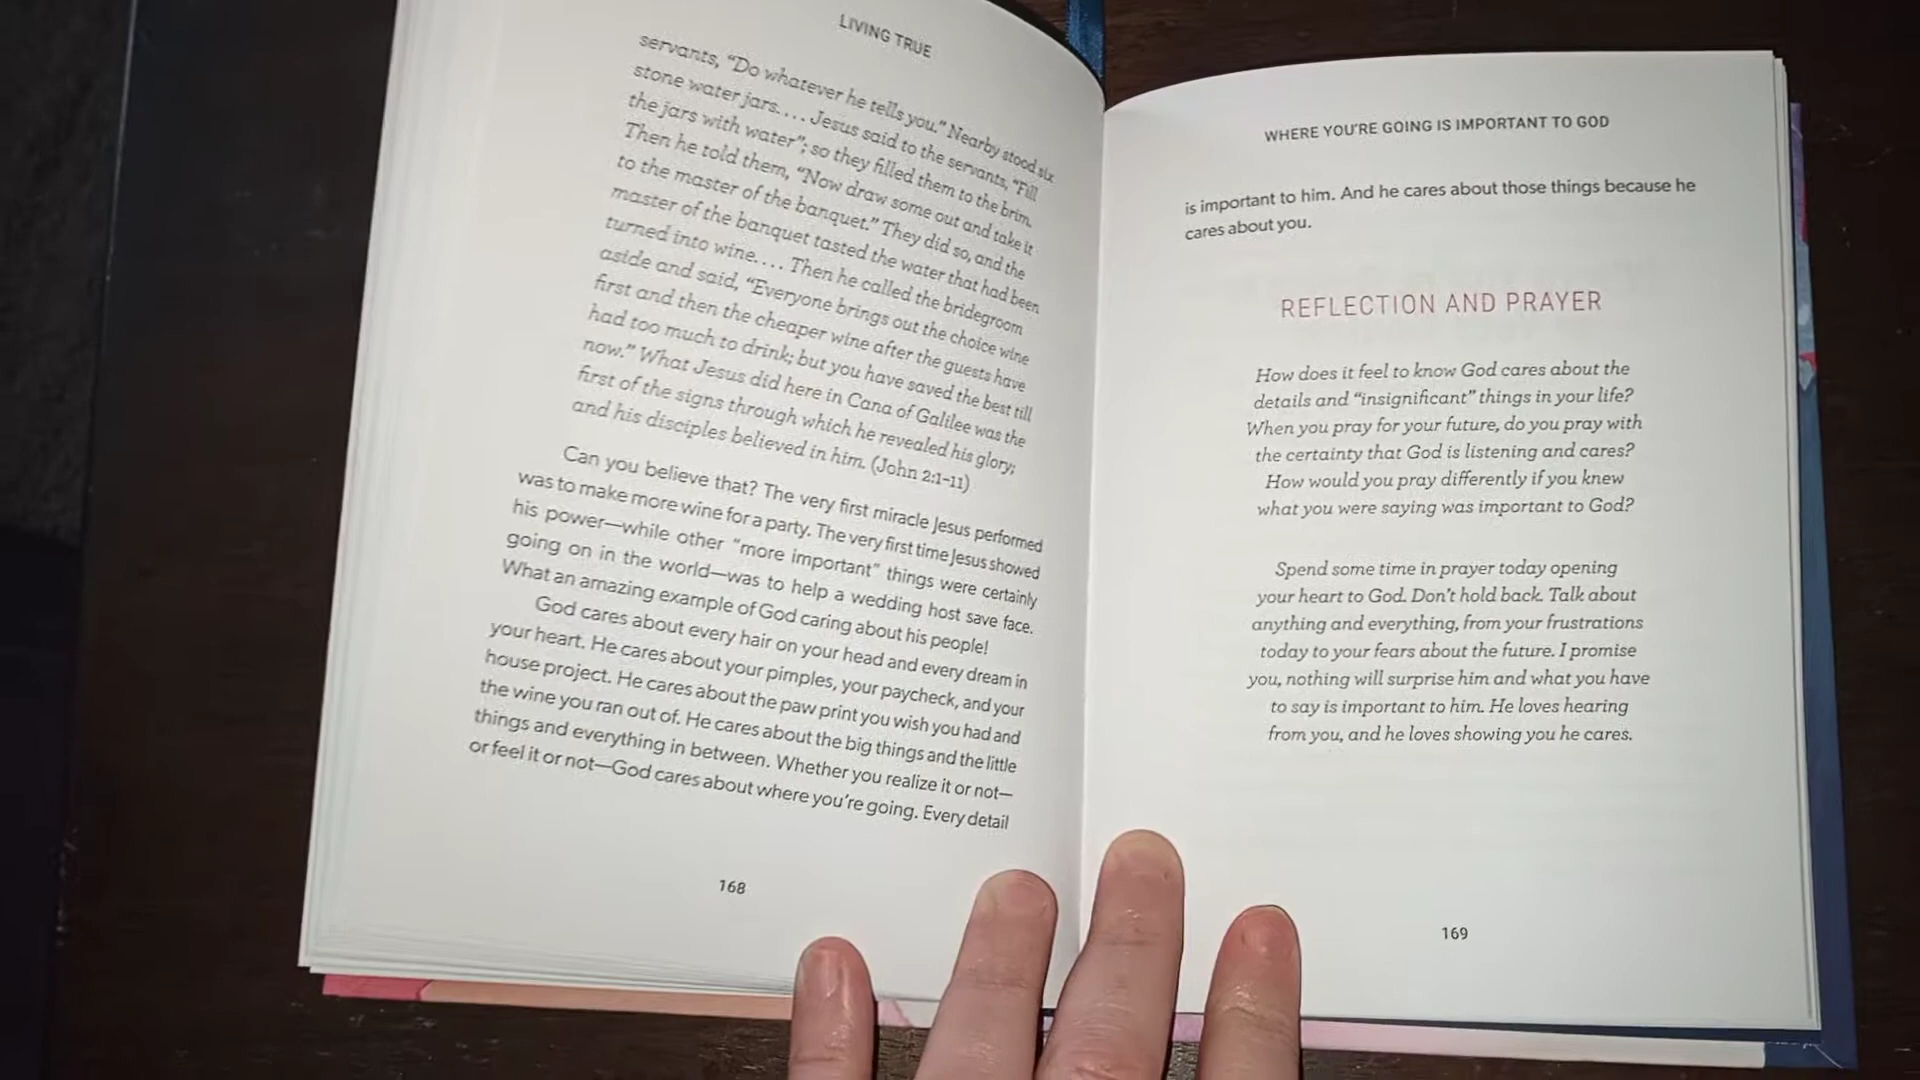 LIVING TRUE
servants, “Do whatever he tells you.” Nearby stood six
stone water jars. . . . Jesus said to the servants, “Fill
the jars with water”; so they filled them to the brim.
Then he told them, “Now draw some out and take it
to the master of the banquet.” They did so, and the
master of the banquet tasted the water that had been
turned into wine. . . . Then he called the bridegroom
aside and said, “Everyone brings out the choice wine
first and then the cheaper wine after the guests have
had too much to drink; but you have saved the best till
now.” What Jesus did here in Cana of Galilee was the
first of the signs through which he revealed his glory;
and his disciples believed in him. (John 2:1–11)
Can you believe that? The very first miracle Jesus performed
was to make more wine for a party. The very first time Jesus showed
his power—while other “more important” things were certainly
going on in the world—was to help a wedding host save face.
What an amazing example of God caring about his people!
God cares about every hair on your head and every dream in
your heart. He cares about your pimples, your paycheck, and your
house project. He cares about the paw print you wish you had and
the wine you ran out of. He cares about the big things and the little
things and everything in between. Whether you realize it or not—
or feel it or not—God cares about where you’re going. Every detail
168
WHERE YOU’RE GOING IS IMPORTANT TO GOD
is important to him. And he cares about those things because he
cares about you.
REFLECTION AND PRAYER
How does it feel to know God cares about the
details and “insignificant” things in your life?
When you pray for your future, do you pray with
the certainty that God is listening and cares?
How would you pray differently if you knew
what you were saying was important to God?
Spend some time in prayer today opening
your heart to God. Don’t hold back. Talk about
anything and everything, from your frustrations
today to your fears about the future. I promise
you, nothing will surprise him and what you have
to say is important to him. He loves hearing
from you, and he loves showing you he cares.
169